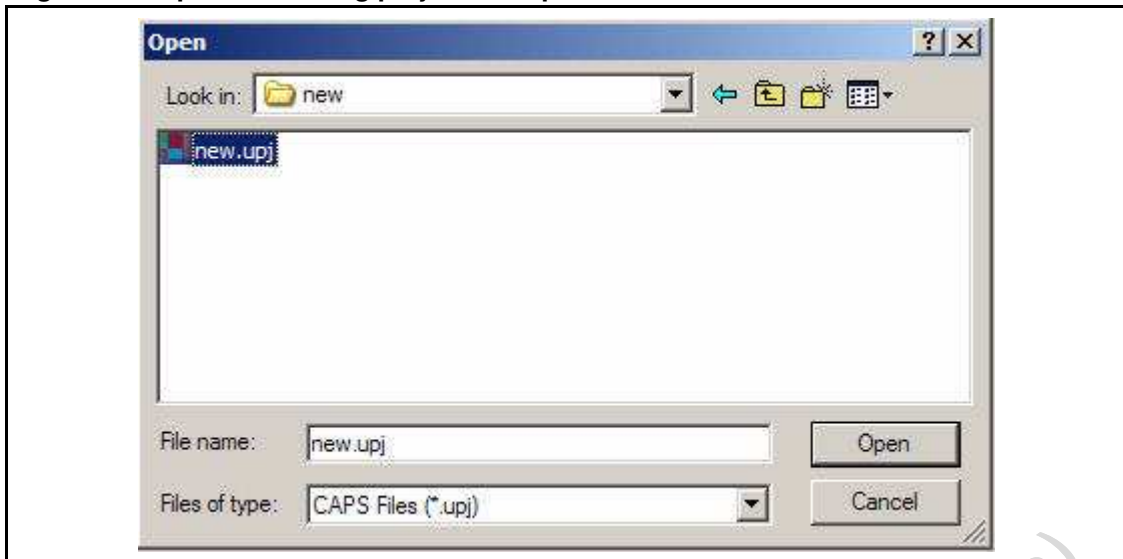 Open
Look in: new
new.upj
File name: new.upj
Open
Files of type: CAPS Files (*.upj)
Cancel